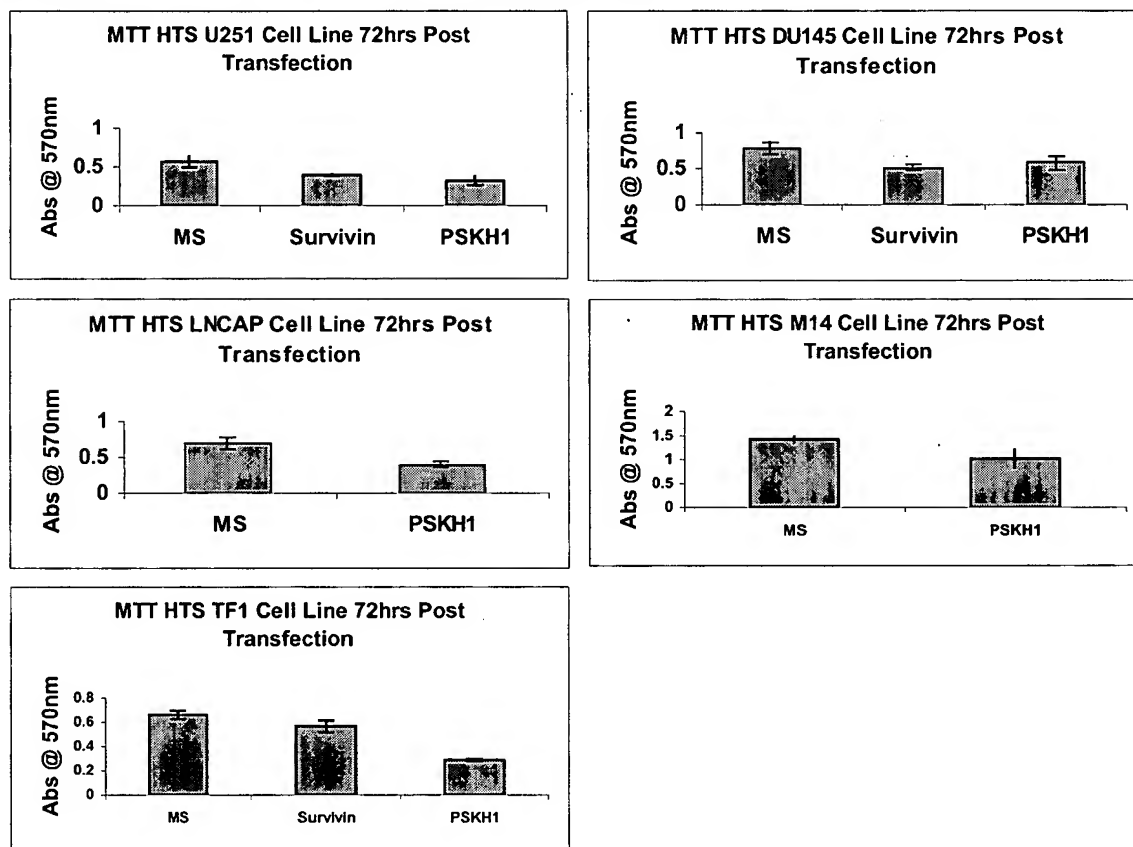 MTT HTS U251 Cell Line 72hrs Post
Transfection
Abs @ 570nm
1
0.5
0
MS Survivin PSKH1
MTT HTS DU145 Cell Line 72hrs Post
Transfection
Abs @ 570nm
1
0.5
0
MS Survivin PSKH1
MTT HTS LNCAP Cell Line 72hrs Post
Transfection
Abs @ 570nm
1
0.5
0
MS PSKH1
MTT HTS M14 Cell Line 72hrs Post
Transfection
Abs @ 570nm
2
1.5
1
0.5
0
MS PSKH1
MTT HTS TF1 Cell Line 72hrs Post
Transfection
Abs @ 570nm
0.8
0.6
0.4
0.2
0
MS Survivin PSKH1